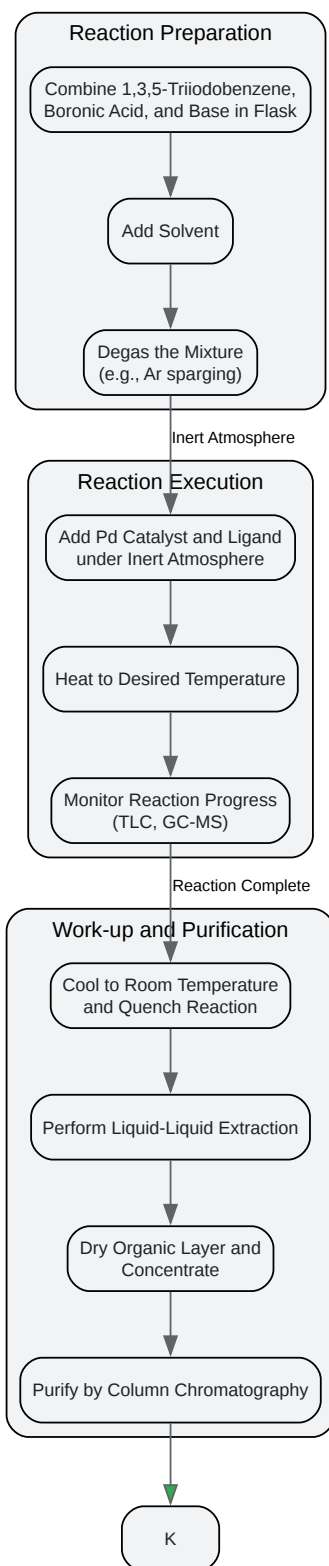 Reaction Preparation
Combine 1,3,5-Triiodobenzene,
Boronic Acid, and Base in Flask
Add Solvent
Degas the Mixture
(e.g., Ar sparging)
Inert Atmosphere
Reaction Execution
Add Pd Catalyst and Ligand
under Inert Atmosphere
Heat to Desired Temperature
Monitor Reaction Progress
(TLC, GC-MS)
Reaction Complete
Work-up and Purification
Cool to Room Temperature
and Quench Reaction
Perform Liquid-Liquid Extraction
Dry Organic Layer and
Concentrate
Purify by Column Chromatography
K